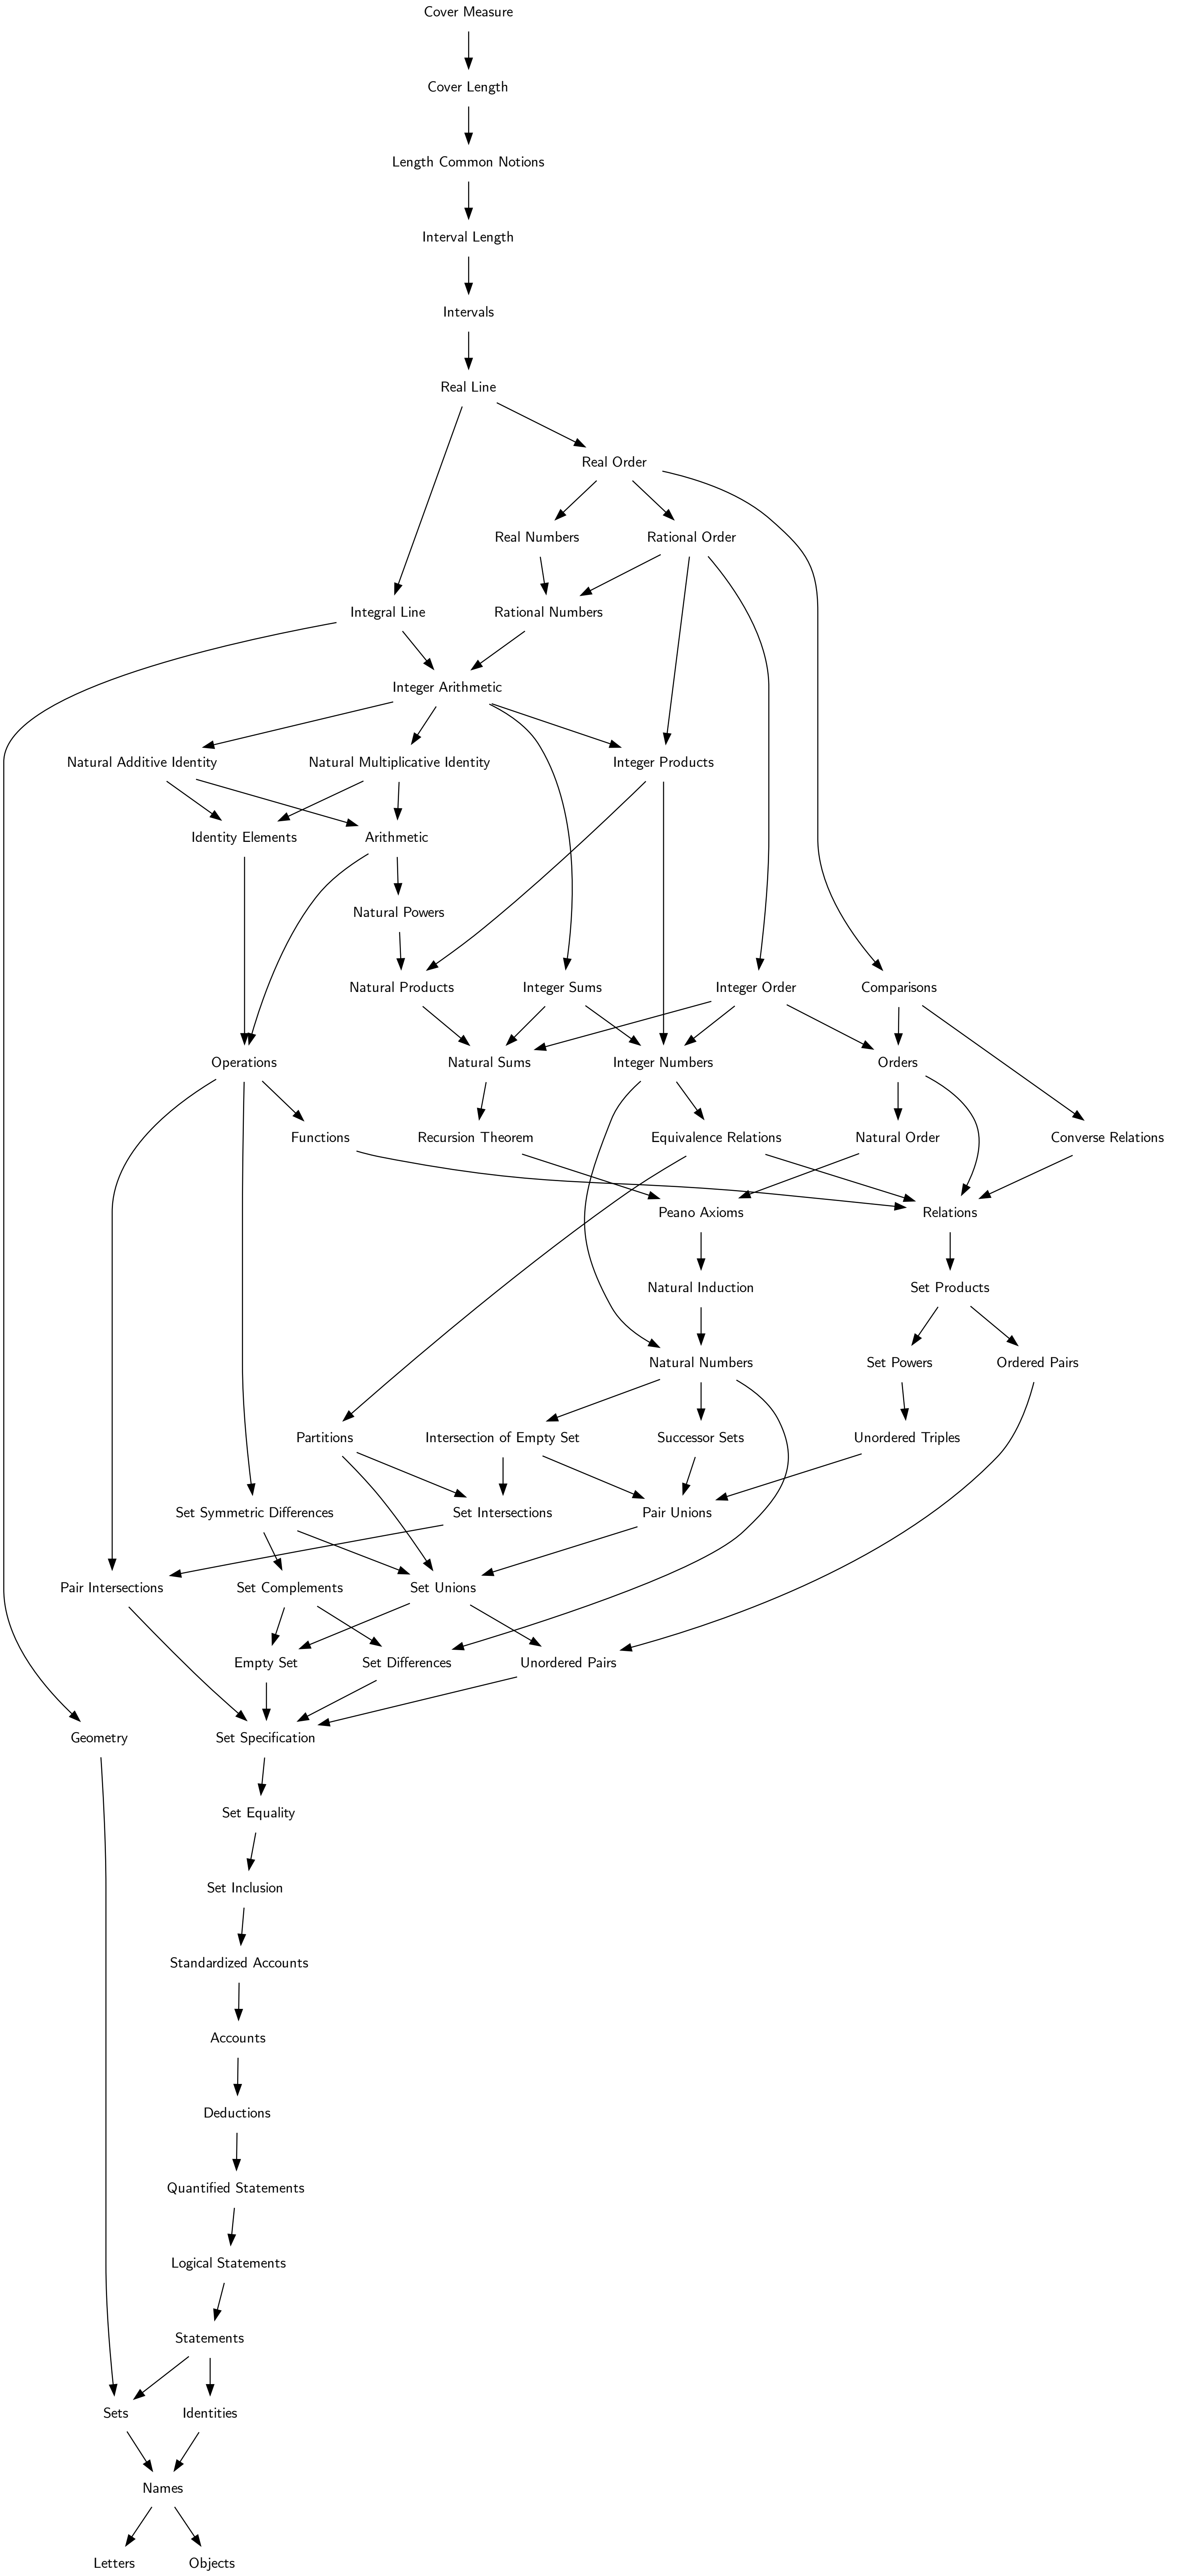 Cover Measure
Cover Length
Length Common Notions
Interval Length
Intervals
Real Line
Real Order
Real Numbers
Rational Order
Integral Line
Rational Numbers
Integer Arithmetic
Natural Additive Identity
Natural Multiplicative Identity
Integer Products
Identity Elements
Arithmetic
Natural Powers
Natural Products
Integer Sums
Integer Order
Comparisons
Operations
Natural Sums
Integer Numbers
Orders
Functions
Recursion Theorem
Equivalence Relations
Natural Order
Converse Relations
Peano Axioms
Relations
Natural Induction
Set Products
Natural Numbers
Set Powers
Ordered Pairs
Partitions
Intersection of Empty Set
Successor Sets
Unordered Triples
Set Symmetric Differences
Set Intersections
Pair Unions
Pair Intersections
Set Complements
Set Unions
Empty Set
Set Differences
Unordered Pairs
Geometry
Set Specification
Set Equality
Set Inclusion
Standardized Accounts
Accounts
Deductions
Quantified Statements
Logical Statements
Statements
Sets
Identities
Names
Letters
Objects